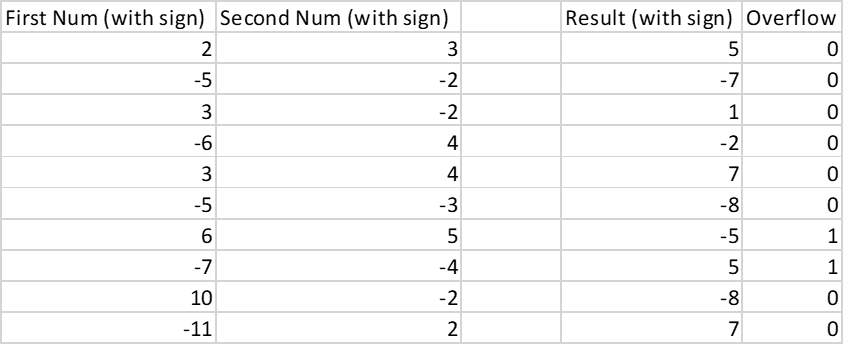 First Num (with sign) Second Num (with sign) Result (with sign) Overflow
2 3 5 0
-5 -2 -7 0
3 -2 1 0
-6 4 -2 0
3 4 7 0
-5 -3 -8 0
6 5 -5 1
-7 -4 5 1
10 -2 -8 0
-11 2 7 0